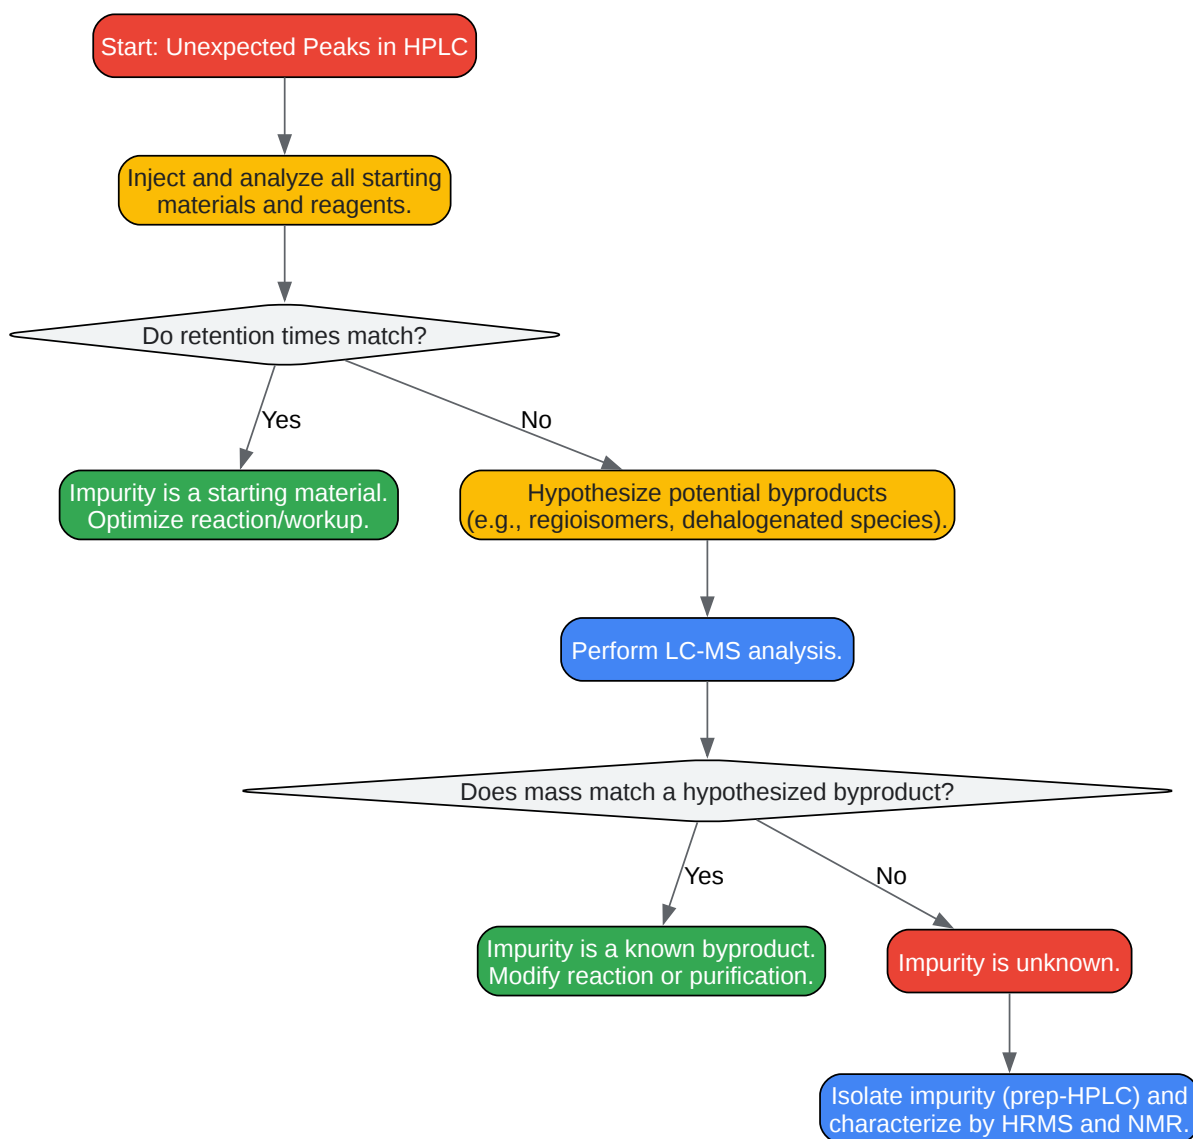 Start: Unexpected Peaks in HPLC
Inject and analyze all starting
materials and reagents.
Do retention times match?
Yes
No
Impurity is a starting material.
Optimize reaction/workup.
Hypothesize potential byproducts
(e.g., regioisomers, dehalogenated species).
Perform LC-MS analysis.
Does mass match a hypothesized byproduct?
Yes
No
Impurity is a known byproduct.
Modify reaction or purification.
Impurity is unknown.
Isolate impurity (prep-HPLC) and
characterize by HRMS and NMR.